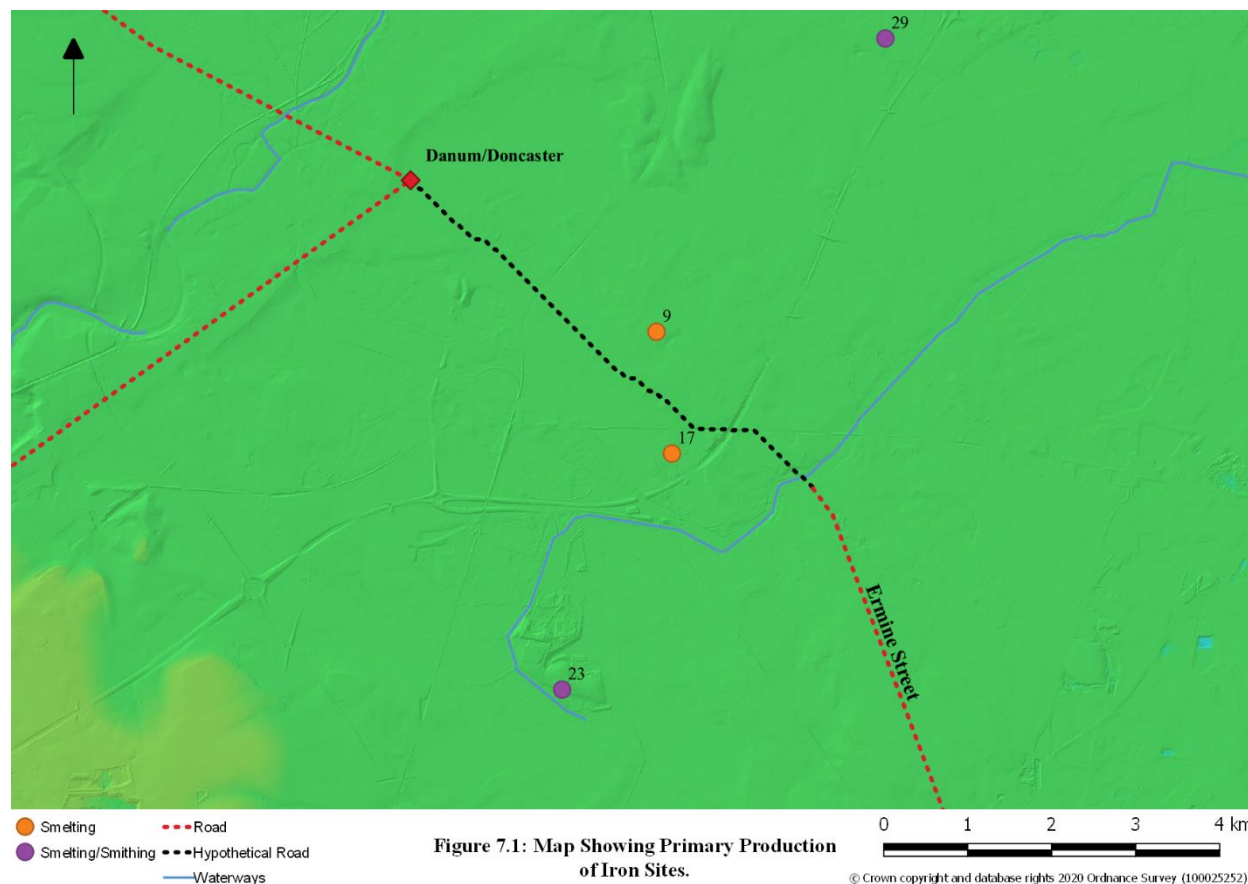 29
Danum/Doncaster
9
17
Ermine Street
23
Smelting
Smelting/Smithing
Road
Hypothetical Road
Waterways
Figure 7.1: Map Showing Primary Production
of Iron Sites.
0 1 2 3 4 km
© Crown copyright and database rights 2020 Ordnance Survey (100025252)